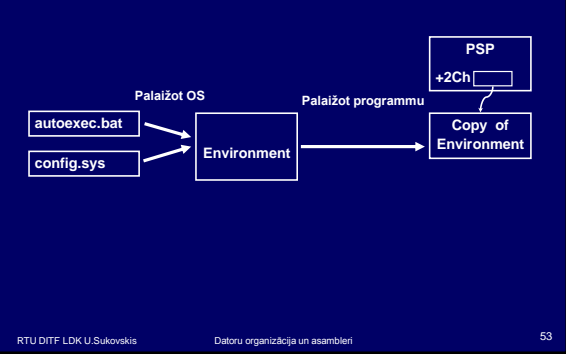 PSP
+2Ch
Palaižot OS
Palaižot programmu
autoexec.bat
config.sys
Environment
Copy of
Environment
RTU DITF LDK U.Sukovskis
Datoru organizācija un asambleri
53